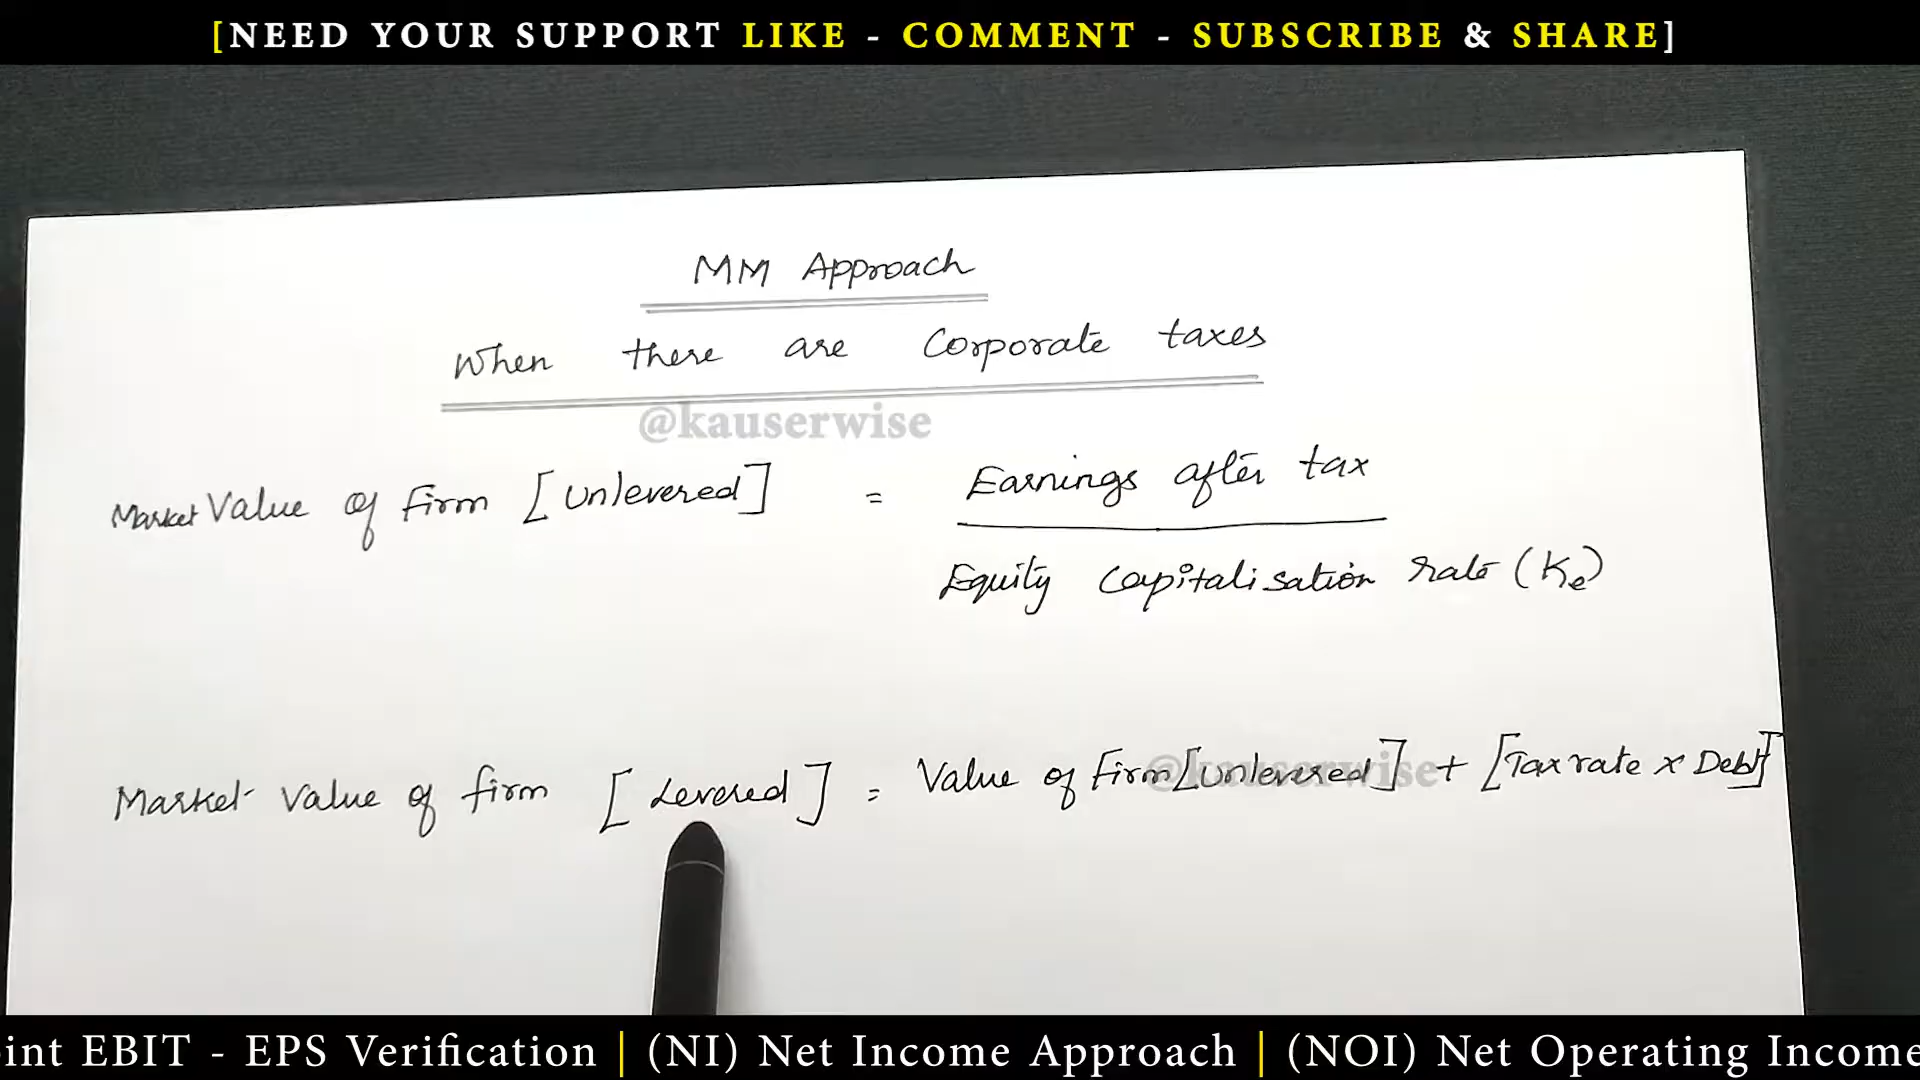 [NEED YOUR SUPPORT LIKE - COMMENT - SUBSCRIBE & SHARE]
MM Approach
When there are Corporate taxes
@kauserwise
Market Value of firm [Unlevered] = Earnings after tax
Equity Capitalisation rate (Ke)
Market Value of firm [Levered] = Value of Firm [Unlevered] + [Tax rate x Debt]
@kauserwise
int EBIT - EPS Verification | (NI) Net Income Approach | (NOI) Net Operating Income